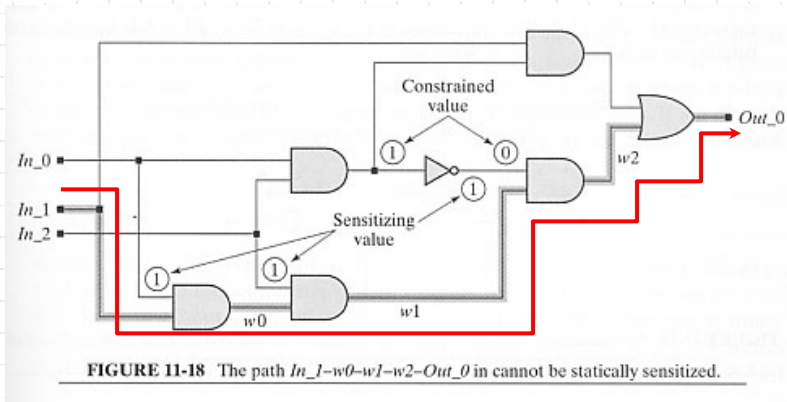 Constrained
value
1
0
Out_0
In_0
w2
1
In_1
In_2
Sensitizing
value
1
1
w0
w1
FIGURE 11-18 The path In_1–w0–w1–w2–Out_0 in cannot be statically sensitized.